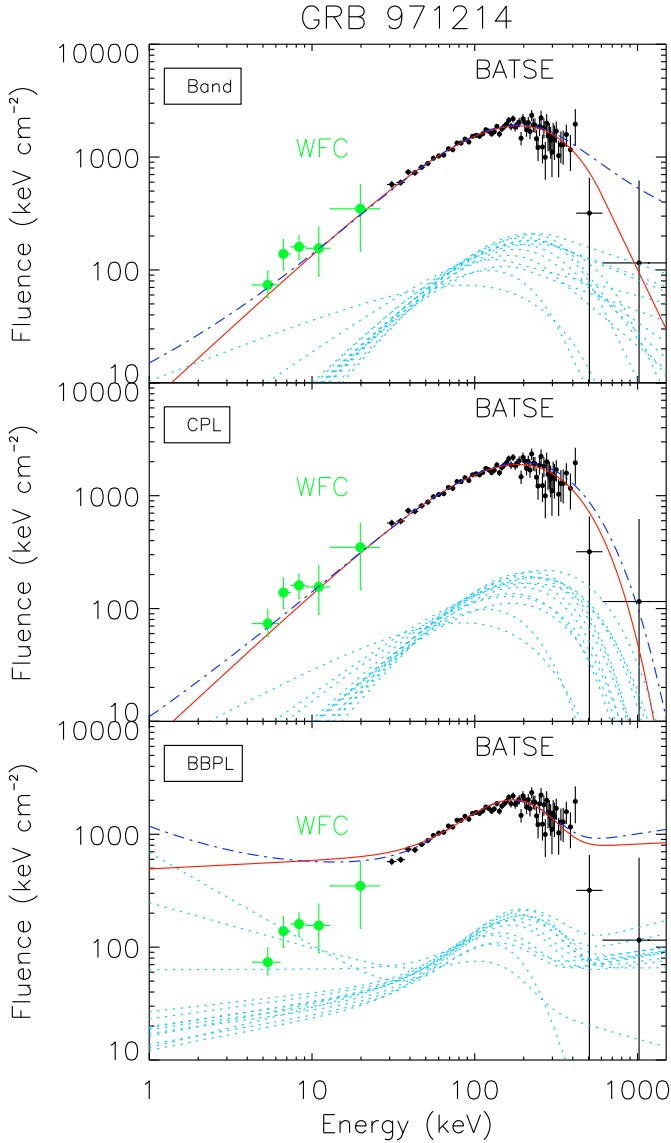 GRB 971214
10000
1000
100
10
Fluence (keV cm⁻²)
Band
BATSE
WFC
10000
1000
100
10
Fluence (keV cm⁻²)
CPL
BATSE
WFC
10000
1000
100
10
Fluence (keV cm⁻²)
BBPL
BATSE
WFC
1 10 100 1000
Energy (keV)